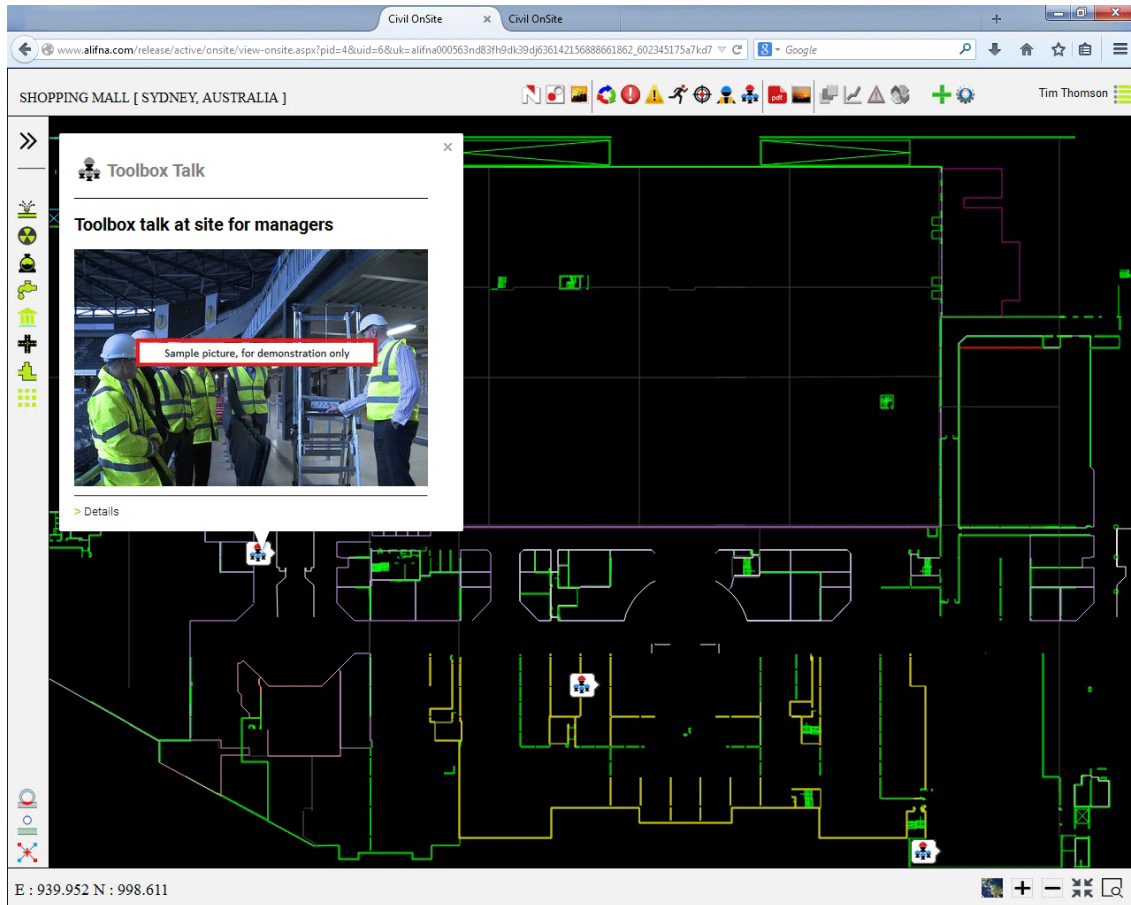 Civil OnSite
Civil OnSite
www.alifna.com/release/active/onsite/view-onsite.aspx?pid=4&uid=6&uk=alifna000563nd83fh9dk39dj636142156888661862_602345175a7kd7
Google
SHOPPING MALL [ SYDNEY, AUSTRALIA ]
pdf
Tim Thomson
Toolbox Talk
Toolbox talk at site for managers
Sample picture, for demonstration only
> Details
E : 939.952 N : 998.611